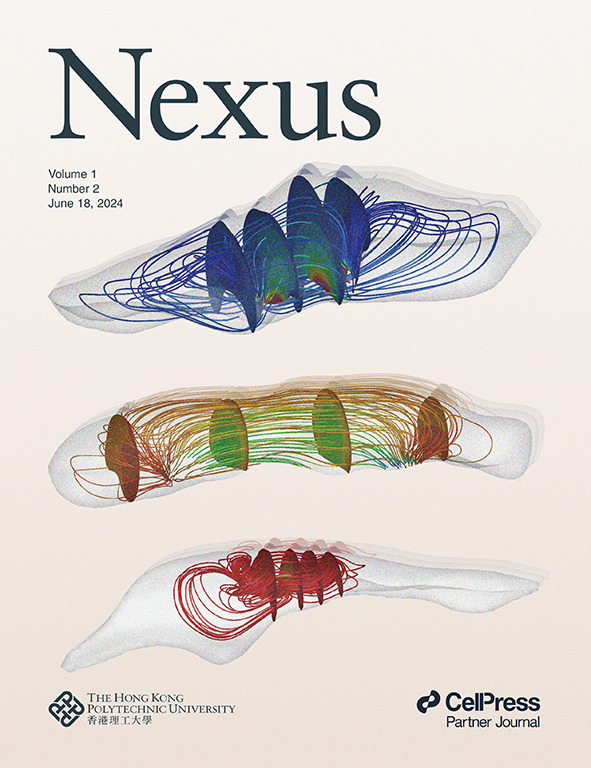 Nexus
Volume 1
Number 2
June 18, 2024
THE HONG KONG
POLYTECHNIC UNIVERSITY
香港理工大學
CellPress
Partner Journal